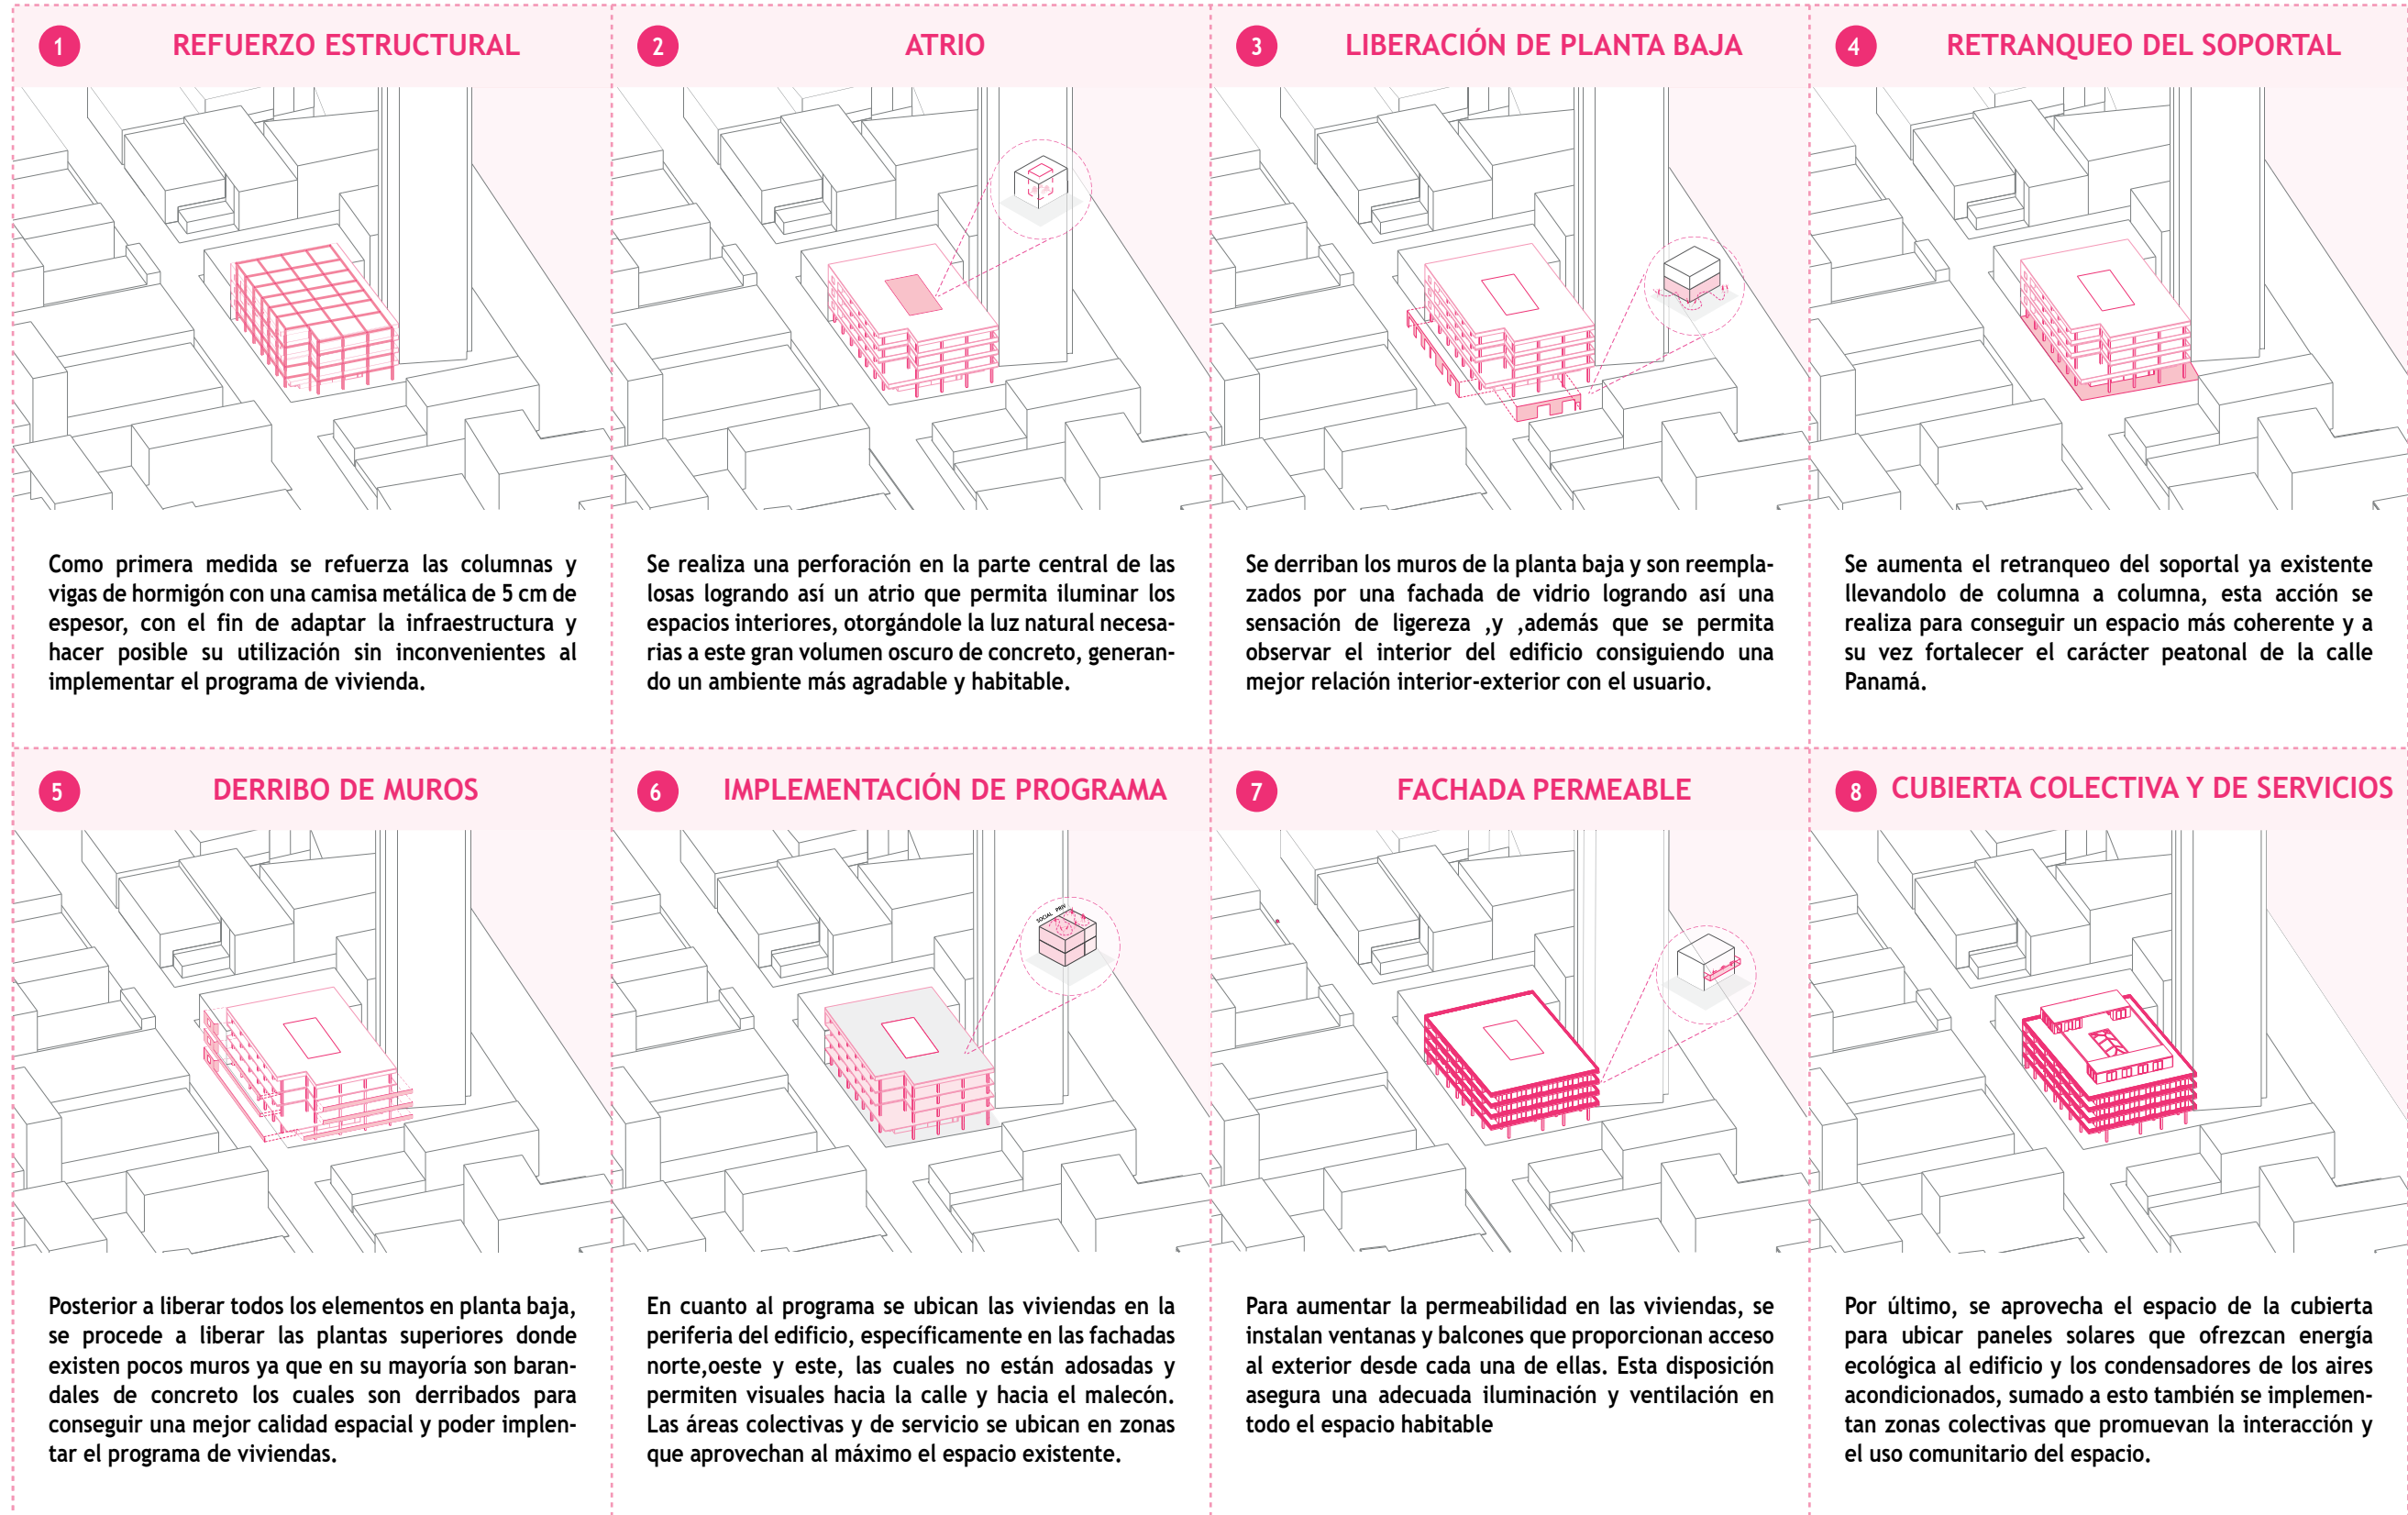 1 REFUERZO ESTRUCTURAL
Como primera medida se refuerza las columnas y
vigas de hormigón con una camisa metálica de 5 cm de
espesor, con el fin de adaptar la infraestructura y
hacer posible su utilización sin inconvenientes al
implementar el programa de vivienda.
2 ATRIO
Se realiza una perforación en la parte central de las
losas logrando así un atrio que permita iluminar los
espacios interiores, otorgándole la luz natural necesa-
rias a este gran volumen oscuro de concreto, generan-
do un ambiente más agradable y habitable.
3 LIBERACIÓN DE PLANTA BAJA
Se derriban los muros de la planta baja y son reempla-
zados por una fachada de vidrio logrando así una
sensación de ligereza ,y ,además que se permita
observar el interior del edificio consiguiendo una
mejor relación interior-exterior con el usuario.
4 RETRANQUEO DEL SOPORTAL
Se aumenta el retranqueo del soportal ya existente
llevandolo de columna a columna, esta acción se
realiza para conseguir un espacio más coherente y a
su vez fortalecer el carácter peatonal de la calle
Panamá.
5 DERRIBO DE MUROS
Posterior a liberar todos los elementos en planta baja,
se procede a liberar las plantas superiores donde
existen pocos muros ya que en su mayoría son baran-
dales de concreto los cuales son derribados para
conseguir una mejor calidad espacial y poder implen-
tar el programa de viviendas.
6 IMPLEMENTACIÓN DE PROGRAMA
SOCIAL PRIV
En cuanto al programa se ubican las viviendas en la
periferia del edificio, específicamente en las fachadas
norte,oeste y este, las cuales no están adosadas y
permiten visuales hacia la calle y hacia el malecón.
Las áreas colectivas y de servicio se ubican en zonas
que aprovechan al máximo el espacio existente.
7 FACHADA PERMEABLE
Para aumentar la permeabilidad en las viviendas, se
instalan ventanas y balcones que proporcionan acceso
al exterior desde cada una de ellas. Esta disposición
asegura una adecuada iluminación y ventilación en
todo el espacio habitable
8 CUBIERTA COLECTIVA Y DE SERVICIOS
Por último, se aprovecha el espacio de la cubierta
para ubicar paneles solares que ofrezcan energía
ecológica al edificio y los condensadores de los aires
acondicionados, sumado a esto también se implemen-
tan zonas colectivas que promuevan la interacción y
el uso comunitario del espacio.